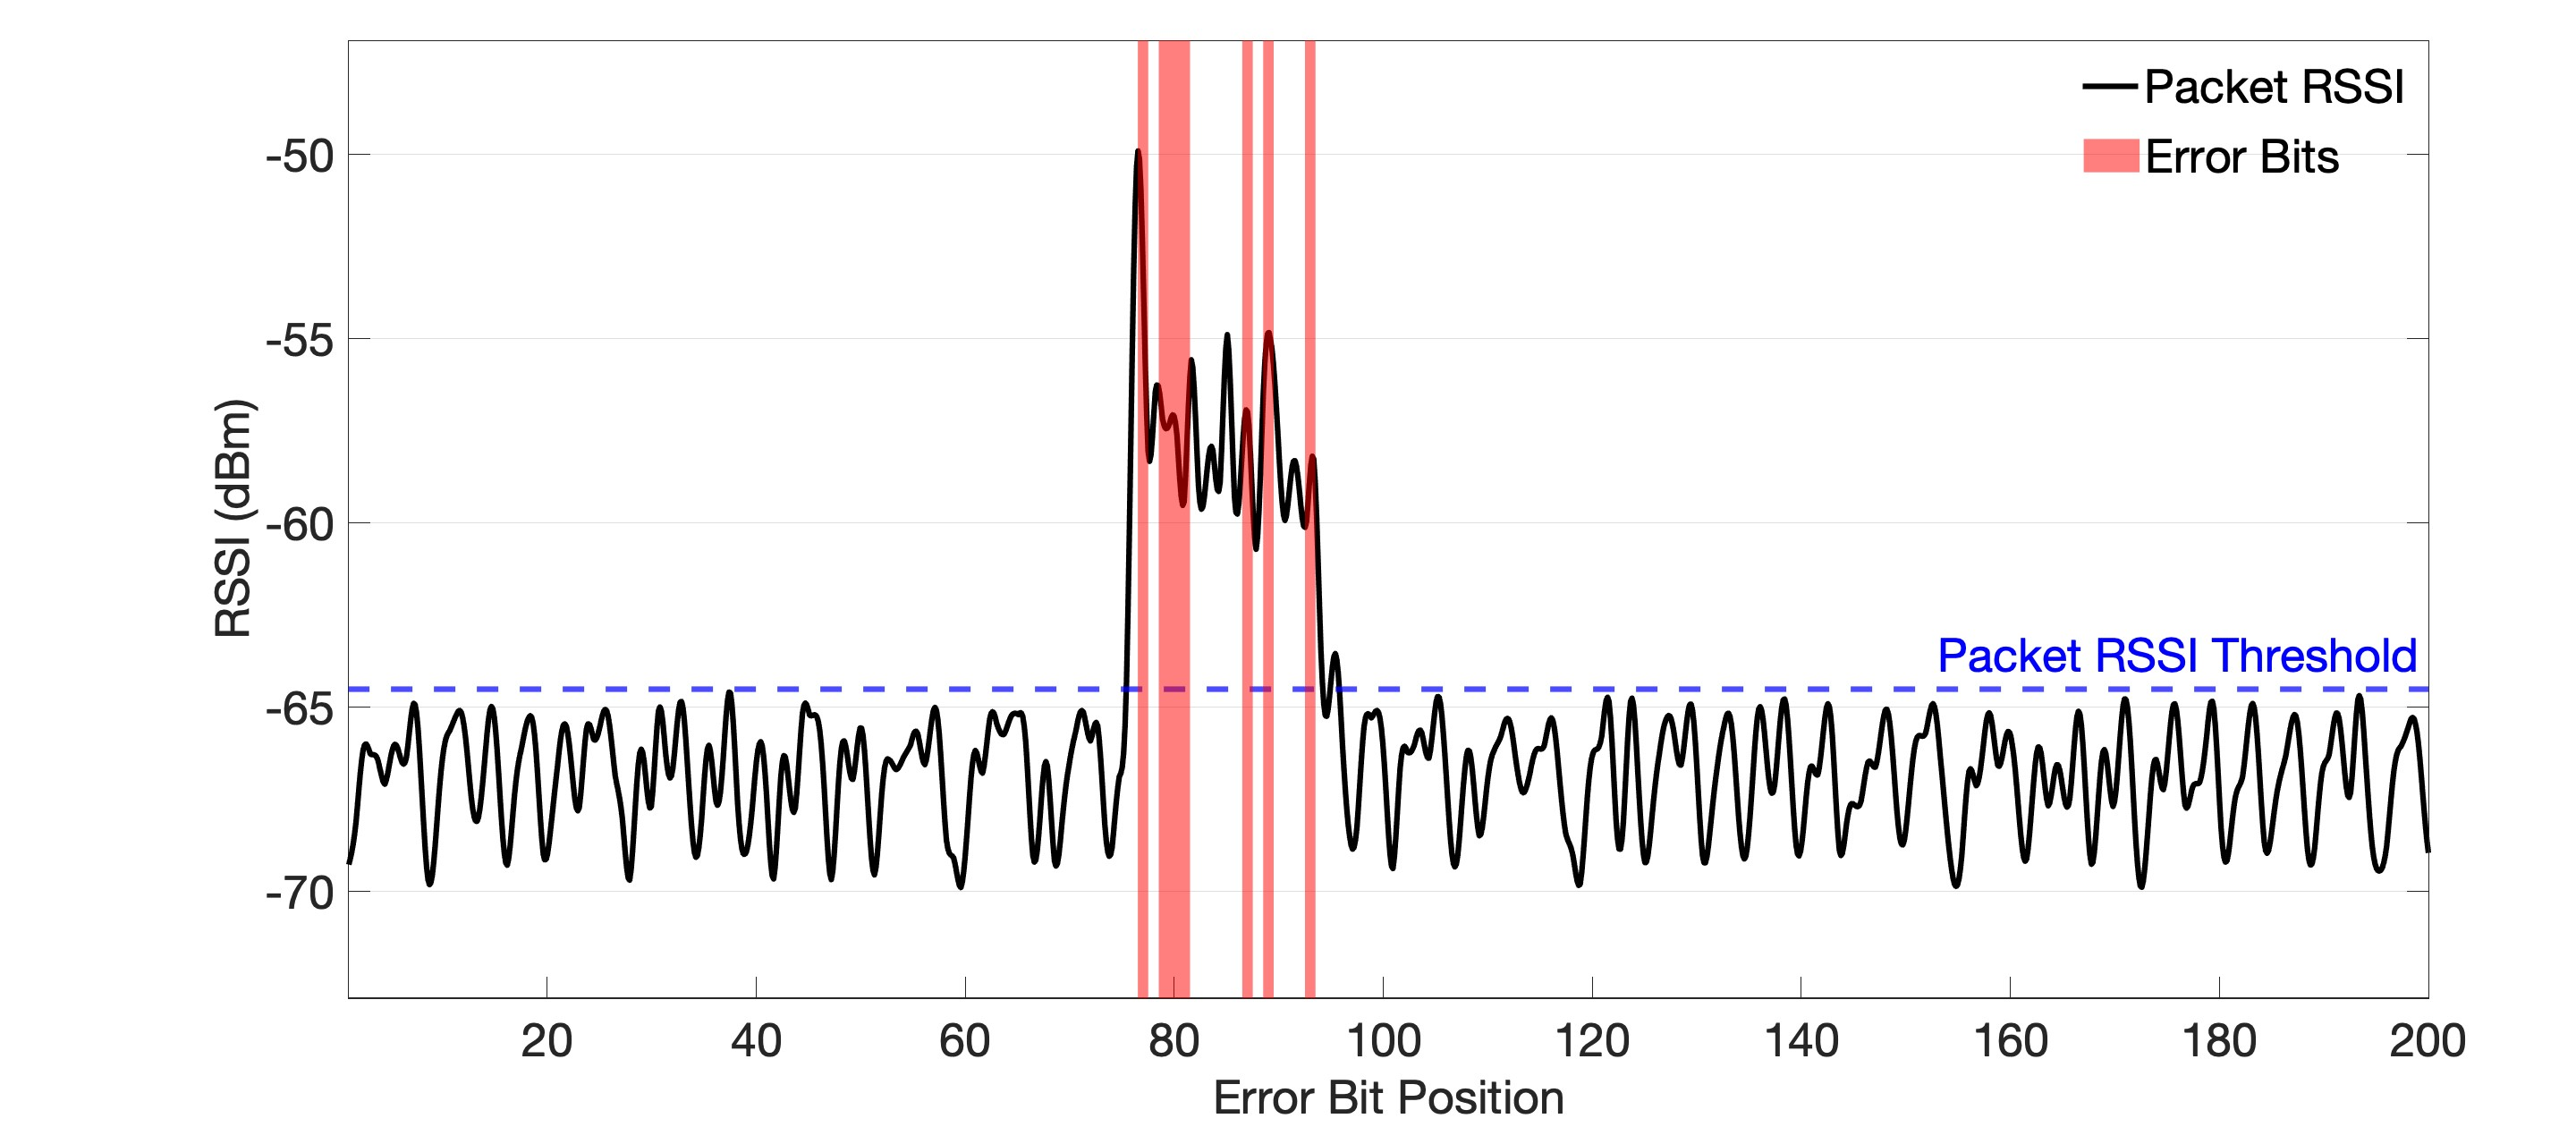 Packet RSSI
Error Bits
-50
-55
-60
-65
-70
RSSI (dBm)
Packet RSSI Threshold
20 40 60 80 100 120 140 160 180 200
Error Bit Position